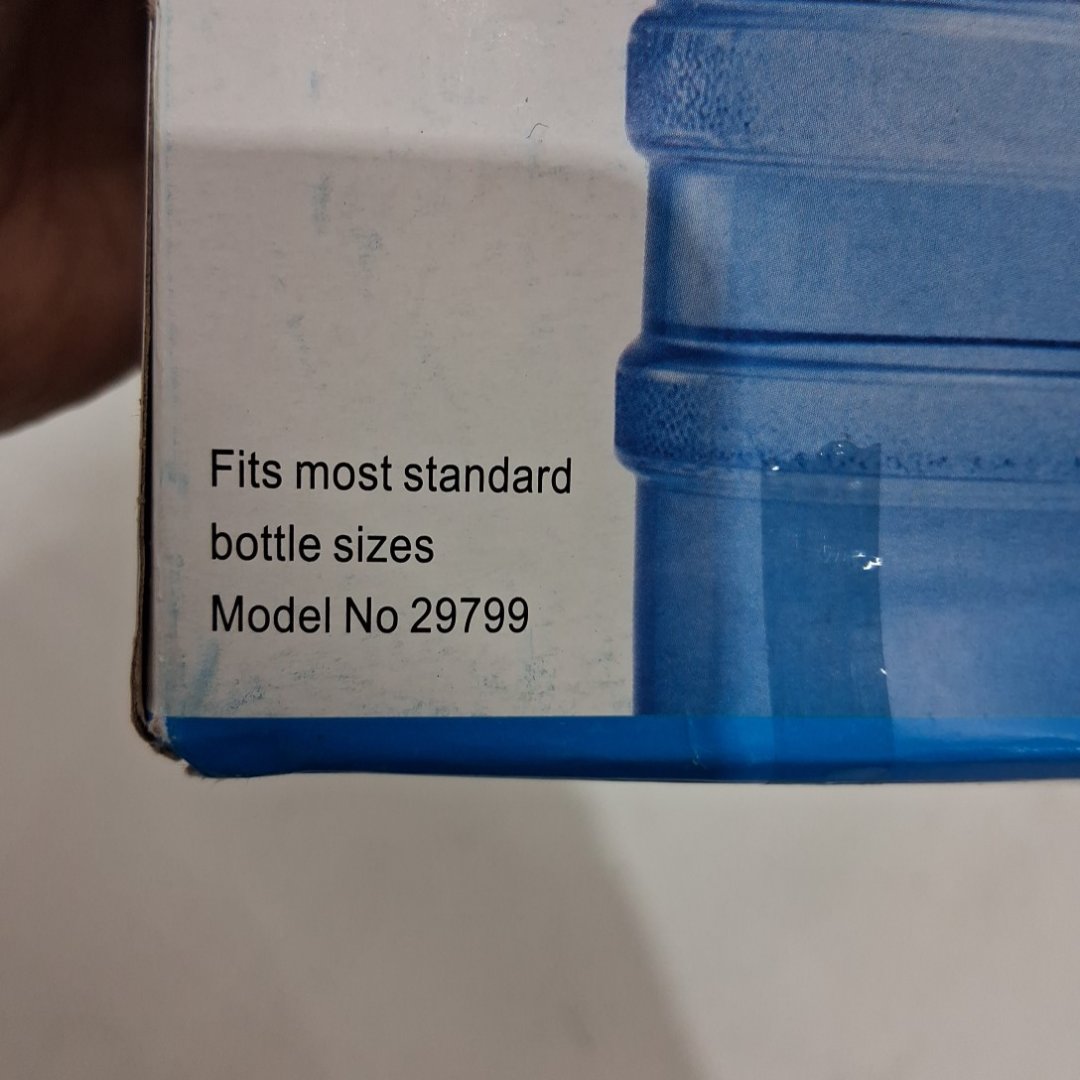 Fits most standard
bottle sizes
Model No 29799